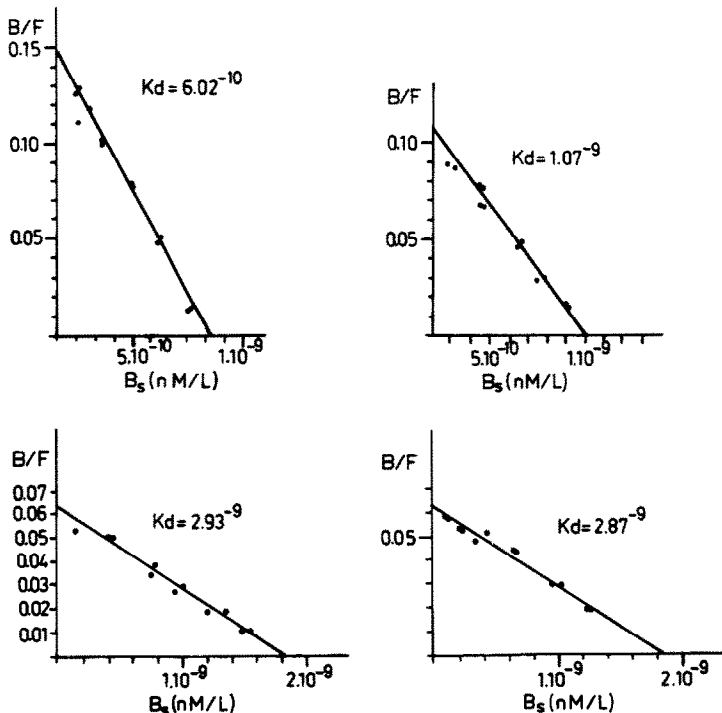 B/F
0.15
0.10
0.05
Kd = 6.02⁻¹⁰
5.10⁻¹⁰ 1.10⁻⁹
Bₛ (nM/L)
B/F
0.10
0.05
Kd = 1.07⁻⁹
5.10⁻¹⁰ 1.10⁻⁹
Bₛ (nM/L)
B/F
0.07
0.06
0.05
0.04
0.03
0.02
0.01
Kd = 2.93⁻⁹
1.10⁻⁹ 2.10⁻⁹
Bₛ (nM/L)
B/F
0.05
Kd = 2.87⁻⁹
1.10⁻⁹ 2.10⁻⁹
Bₛ (nM/L)